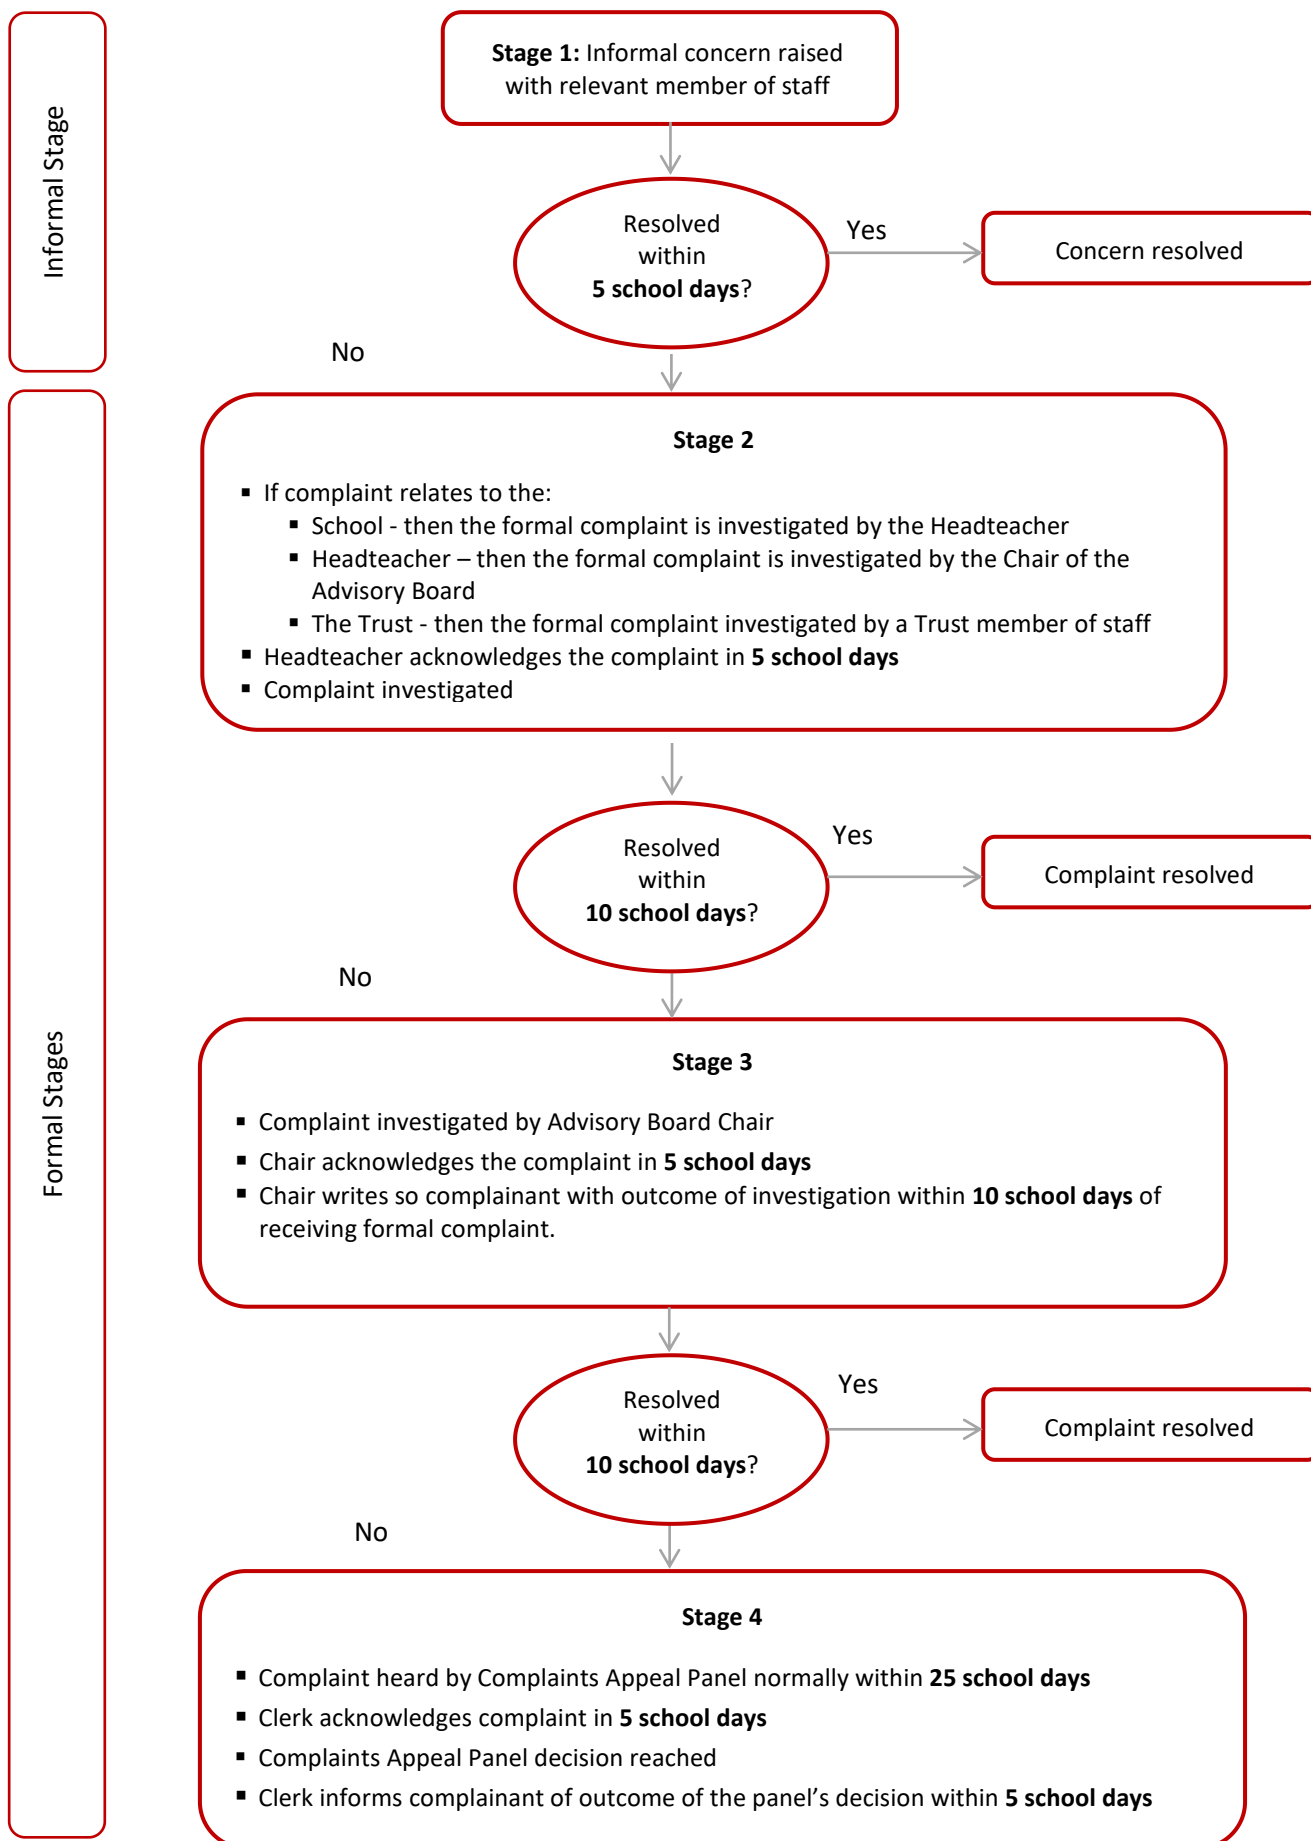 Informal Stage
Stage 1: Informal concern raised
with relevant member of staff
Resolved
within
5 school days?
Yes
Concern resolved
No
Formal Stages
Stage 2
▪ If complaint relates to the:
▪ School - then the formal complaint is investigated by the Headteacher
▪ Headteacher – then the formal complaint is investigated by the Chair of the
Advisory Board
▪ The Trust - then the formal complaint investigated by a Trust member of staff
▪ Headteacher acknowledges the complaint in 5 school days
▪ Complaint investigated
Resolved
within
10 school days?
Yes
Complaint resolved
No
Stage 3
▪ Complaint investigated by Advisory Board Chair
▪ Chair acknowledges the complaint in 5 school days
▪ Chair writes so complainant with outcome of investigation within 10 school days of
receiving formal complaint.
Resolved
within
10 school days?
Yes
Complaint resolved
No
Stage 4
▪ Complaint heard by Complaints Appeal Panel normally within 25 school days
▪ Clerk acknowledges complaint in 5 school days
▪ Complaints Appeal Panel decision reached
▪ Clerk informs complainant of outcome of the panel’s decision within 5 school days